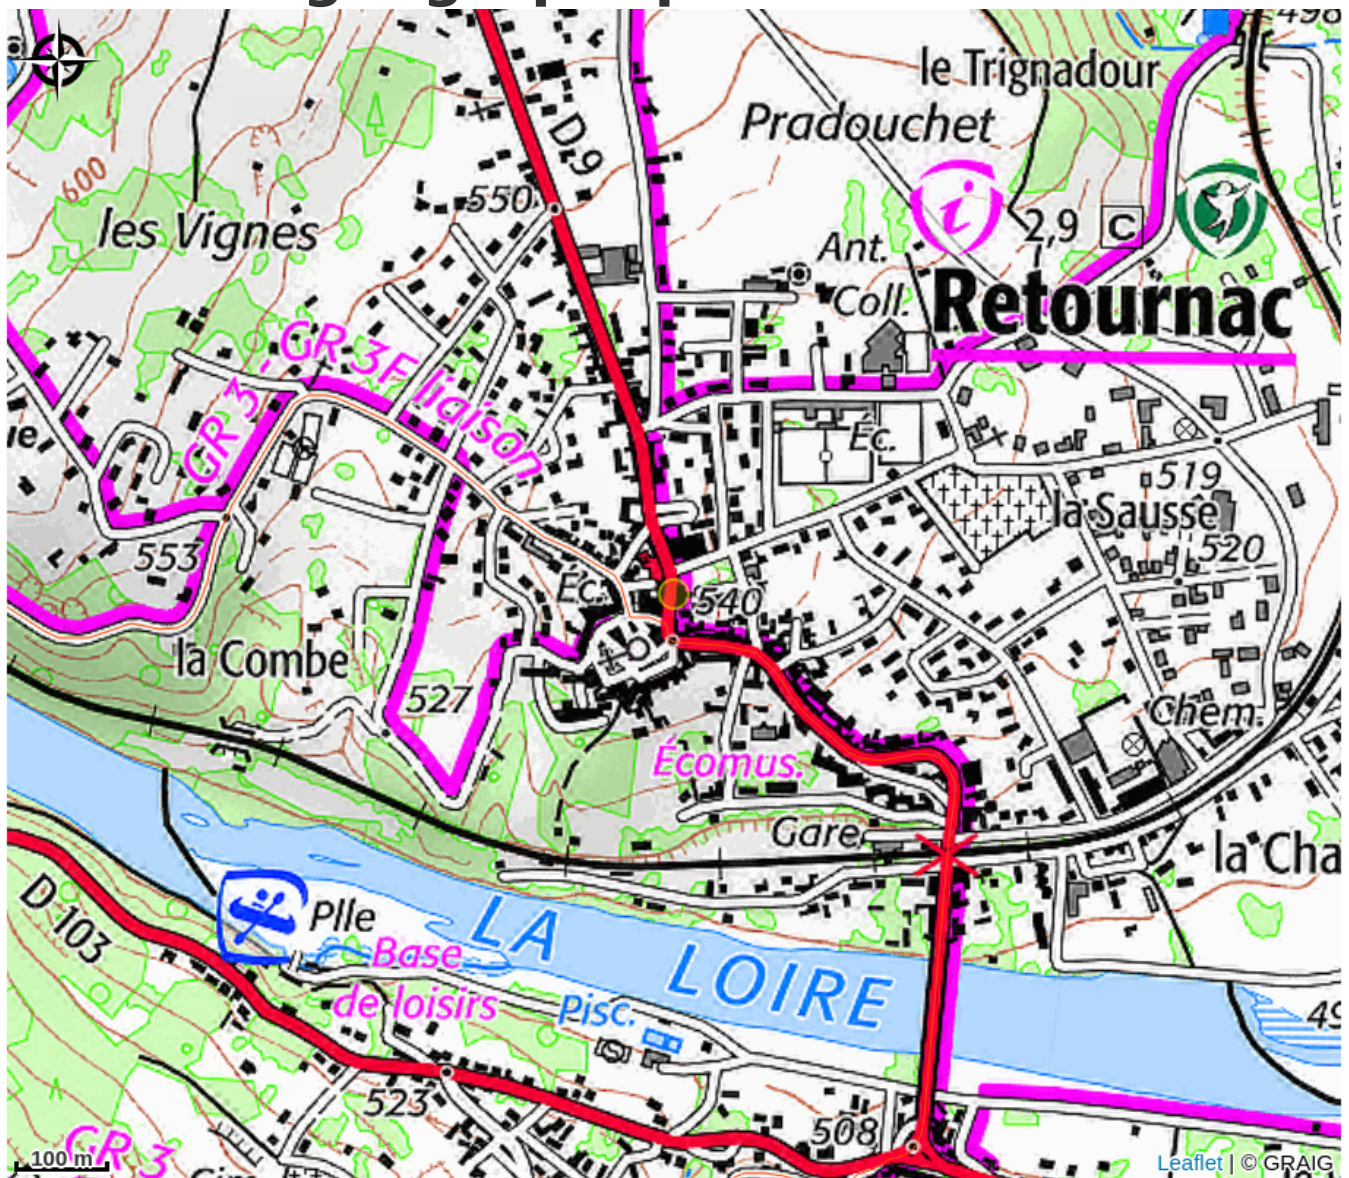 498
le Trignadour
Pradouchet
D 9
600
550
les Vignes
2,9
C
Ant.
Coll.
Retournac
GR 3F liaison
GR 3 -
Éc.
519
la Sausse
520
553
Éc.
540
la Combe
527
Chem.
Écomus.
Gare
la Cha
D 103
Plle
LA LOIRE
Base
de loisirs
Pisc.
49
523
508
GR 3
100 m
Leaflet | © GRAIG